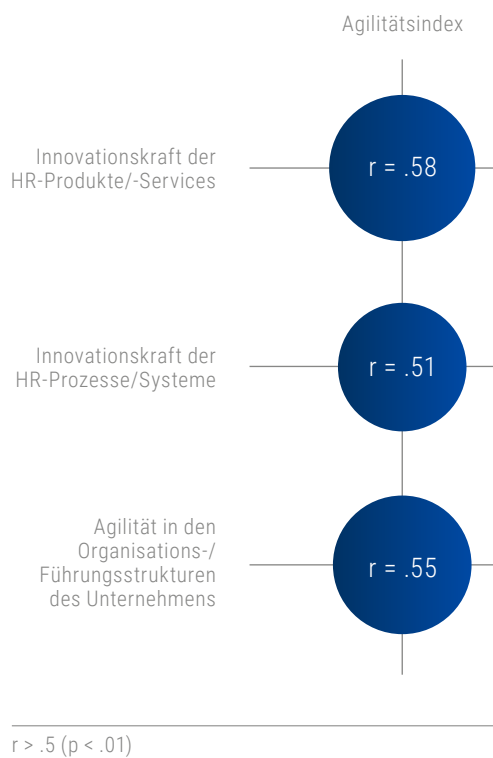 Agilitätsindex
Innovationskraft der
HR-Produkte/-Services
r = .58
Innovationskraft der
HR-Prozesse/Systeme
r = .51
Agilität in den
Organisations-/
Führungsstrukturen
des Unternehmens
r = .55
r > .5 (p < .01)